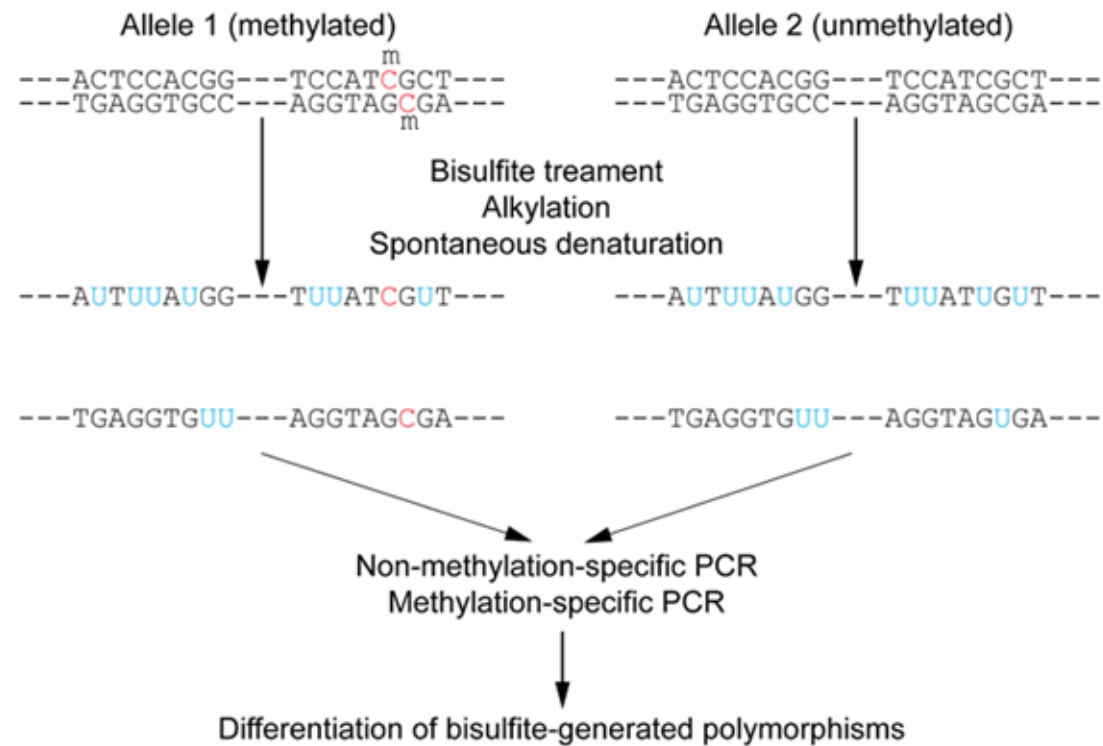 Allele 1 (methylated) Allele 2 (unmethylated)
m
---ACTCCACGG---TCCATCGCT--- ---ACTCCACGG---TCCATCGCT---
---TGAGGTGCC---AGGTAGCGA--- ---TGAGGTGCC---AGGTAGCGA---
m
Bisulfite treament
Alkylation
Spontaneous denaturation
---AUTUUAUGG---TUUATCGUT--- ---AUTUUAUGG---TUUATUGUT---
---TGAGGTGUU---AGGTAGCGA--- ---TGAGGTGUU---AGGTAGUGA---
Non-methylation-specific PCR
Methylation-specific PCR
Differentiation of bisulfite-generated polymorphisms